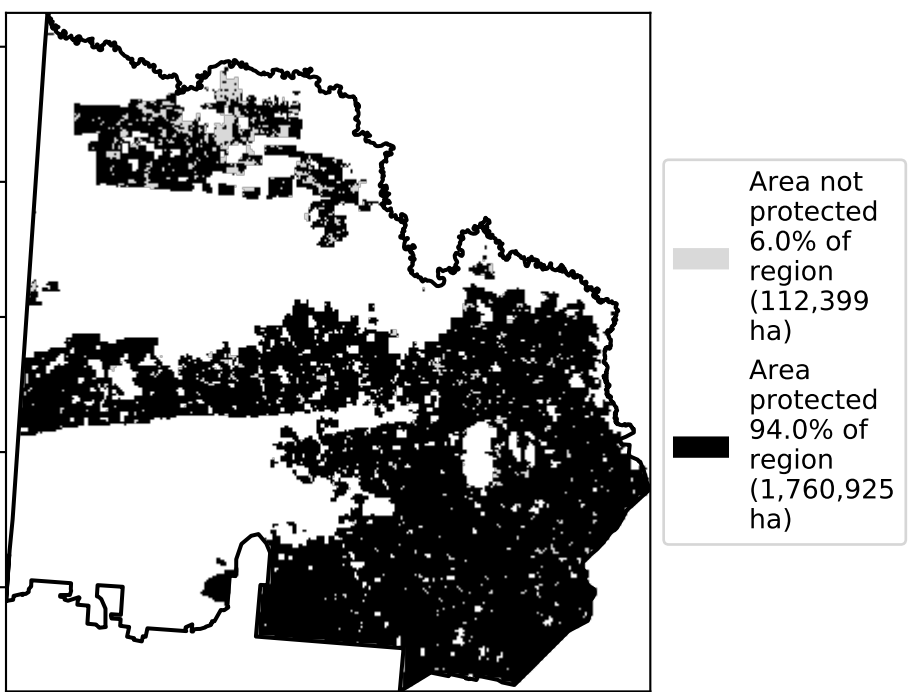 Area not
protected
6.0% of
region
(112,399
ha)
Area
protected
94.0% of
region
(1,760,925
ha)